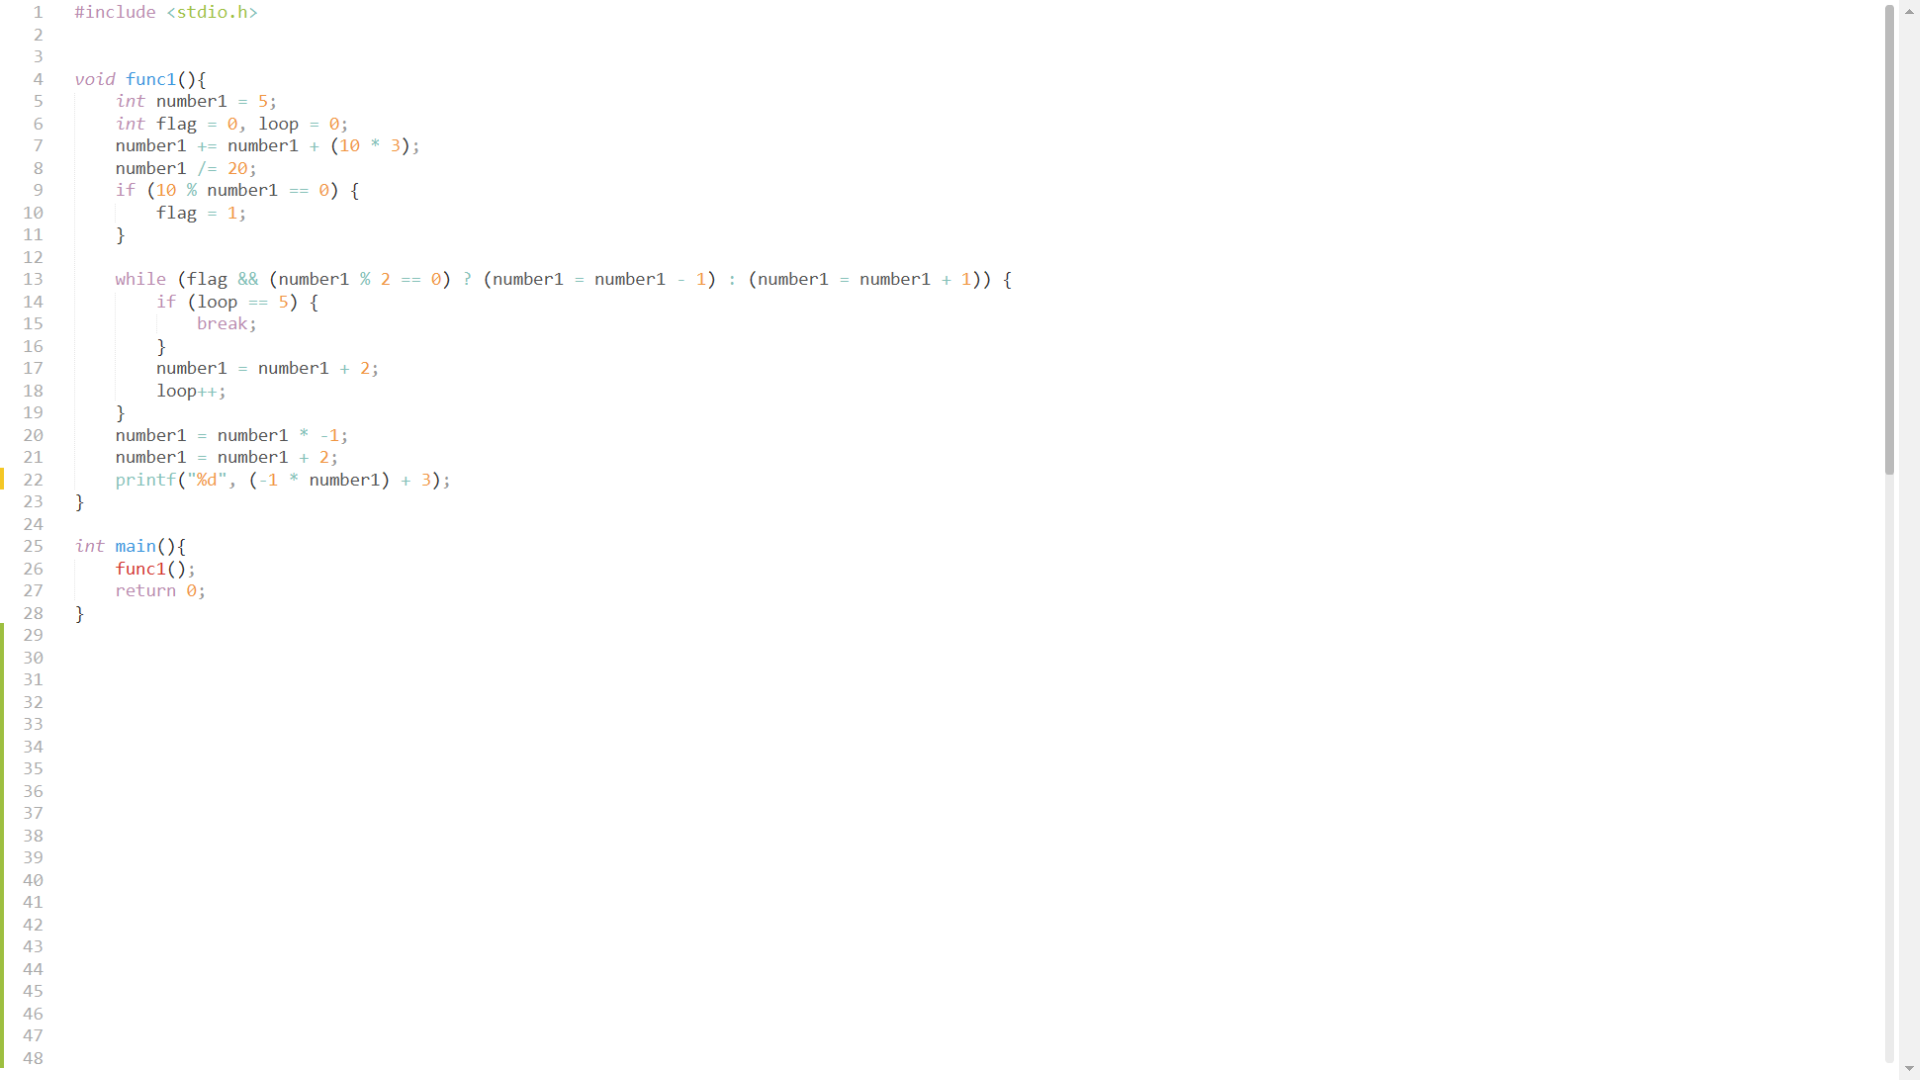 1 #include <stdio.h>
2
3
4 void func1(){
5 int number1 = 5;
6 int flag = 0, loop = 0;
7 number1 += number1 + (10 * 3);
8 number1 /= 20;
9 if (10 % number1 == 0) {
10 flag = 1;
11 }
12
13 while (flag && (number1 % 2 == 0) ? (number1 = number1 - 1) : (number1 = number1 + 1)) {
14 if (loop == 5) {
15 break;
16 }
17 number1 = number1 + 2;
18 loop++;
19 }
20 number1 = number1 * -1;
21 number1 = number1 + 2;
22 printf("%d", (-1 * number1) + 3);
23 }
24
25 int main(){
26 func1();
27 return 0;
28 }
29
30
31
32
33
34
35
36
37
38
39
40
41
42
43
44
45
46
47
48